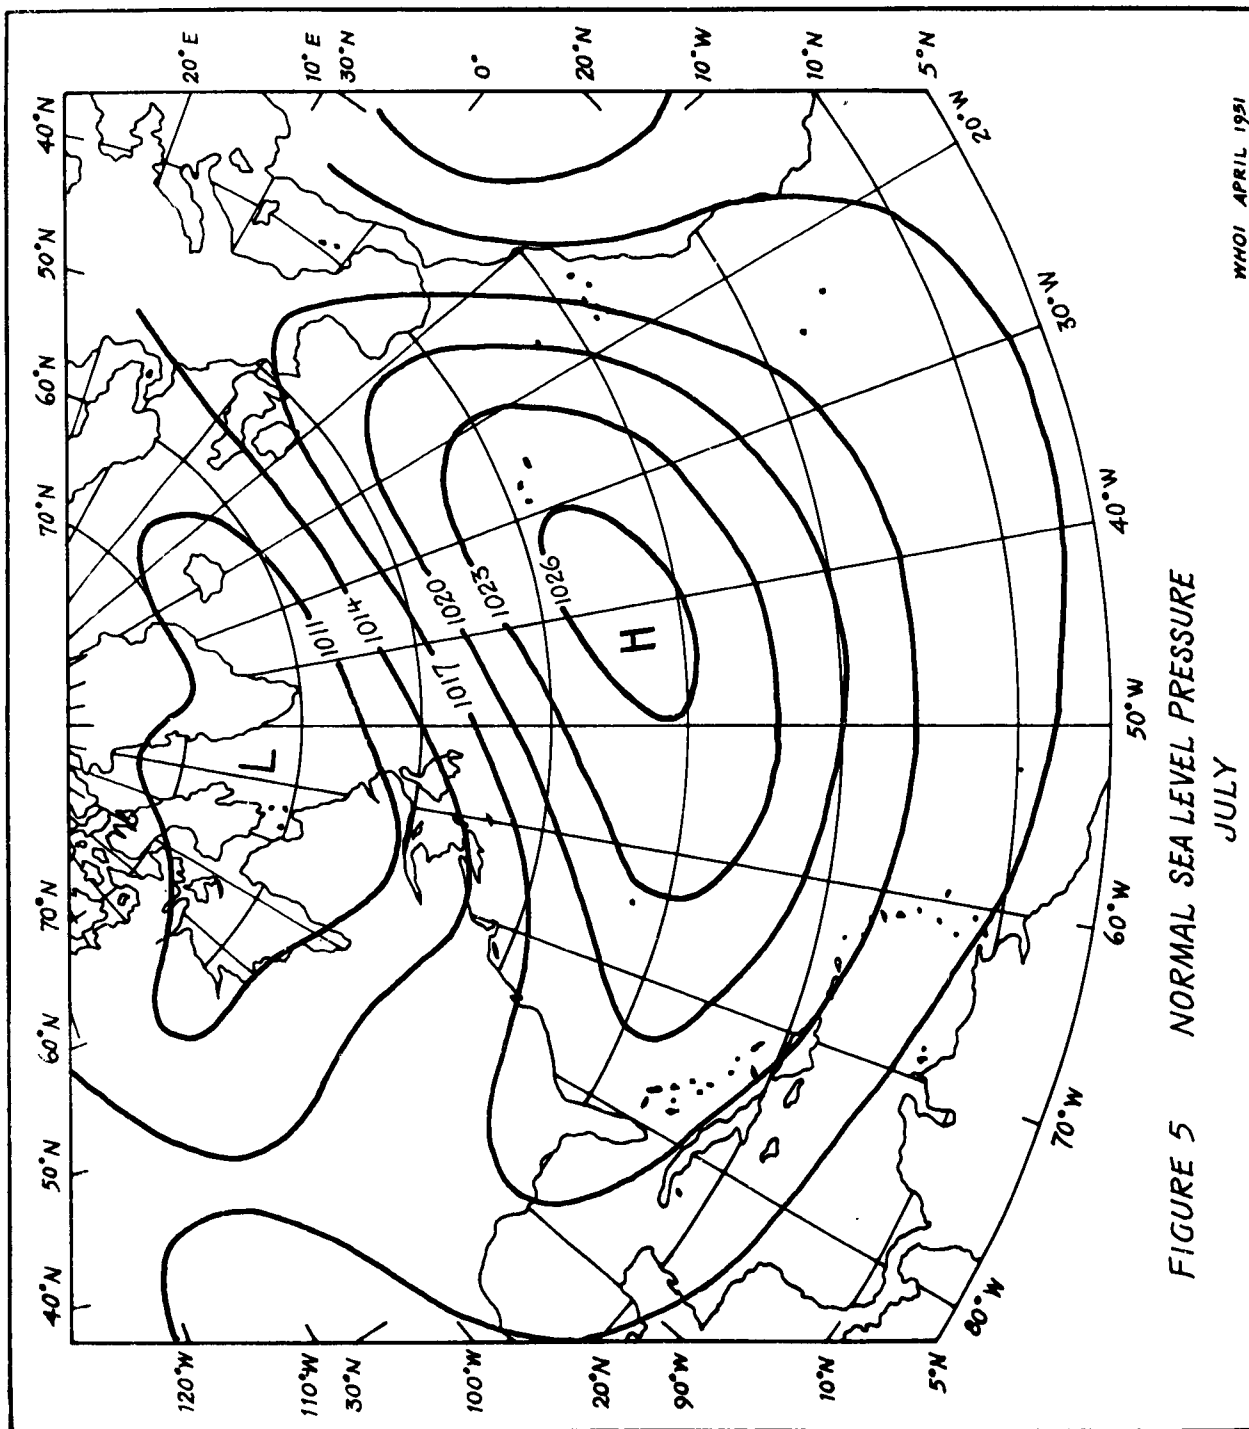 40°N 50°N 60°N 70°N 70°N 60°N 50°N 40°N
120°W
20°E
110°W
10°E
30°N
30°N
100°W
0°
20°N
20°N
90°W
10°W
10°N
10°N
5°N
5°N
L
1011
1014
1017
1020
1023
1026
H
80°W 70°W 60°W 50°W 40°W 30°W 20°W
FIGURE 5 NORMAL SEA LEVEL PRESSURE
JULY
WHOI APRIL 1951